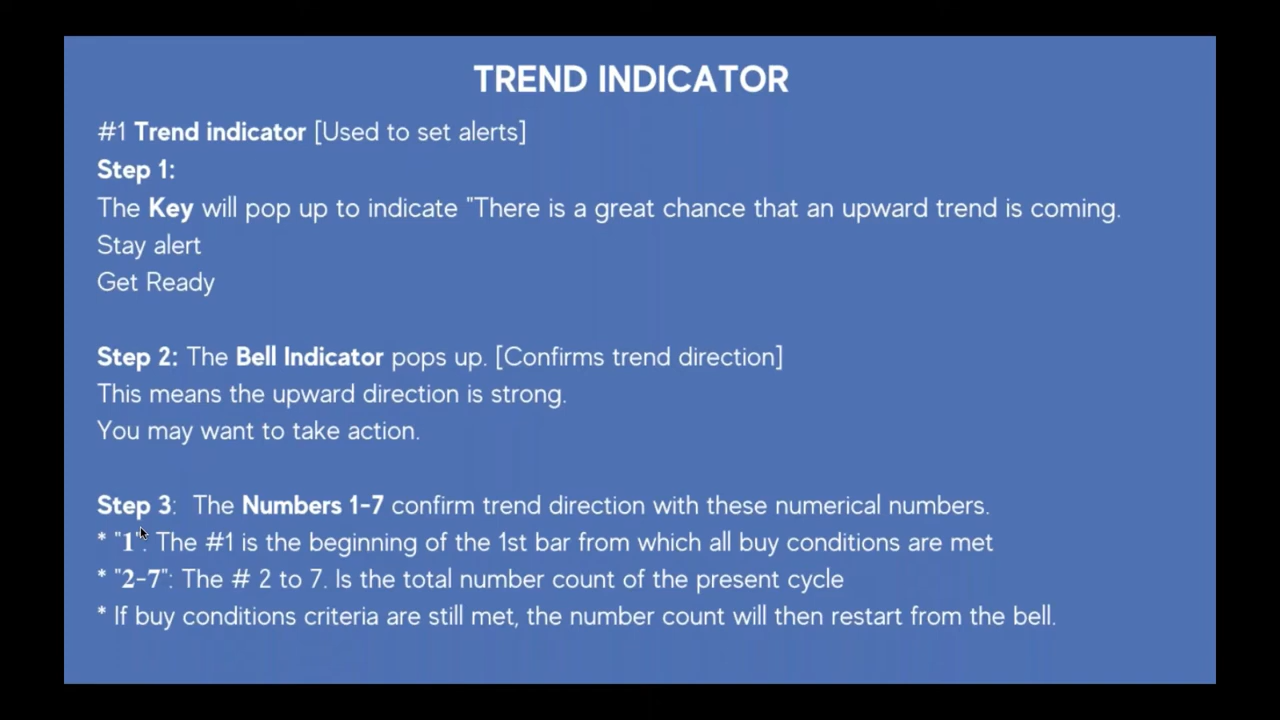 TREND INDICATOR
#1 Trend indicator [Used to set alerts]
Step 1:
The Key will pop up to indicate "There is a great chance that an upward trend is coming.
Stay alert
Get Ready
Step 2: The Bell Indicator pops up. [Confirms trend direction]
This means the upward direction is strong.
You may want to take action.
Step 3:  The Numbers 1-7 confirm trend direction with these numerical numbers.
* "1": The #1 is the beginning of the 1st bar from which all buy conditions are met
* "2-7": The # 2 to 7. Is the total number count of the present cycle
* If buy conditions criteria are still met, the number count will then restart from the bell.